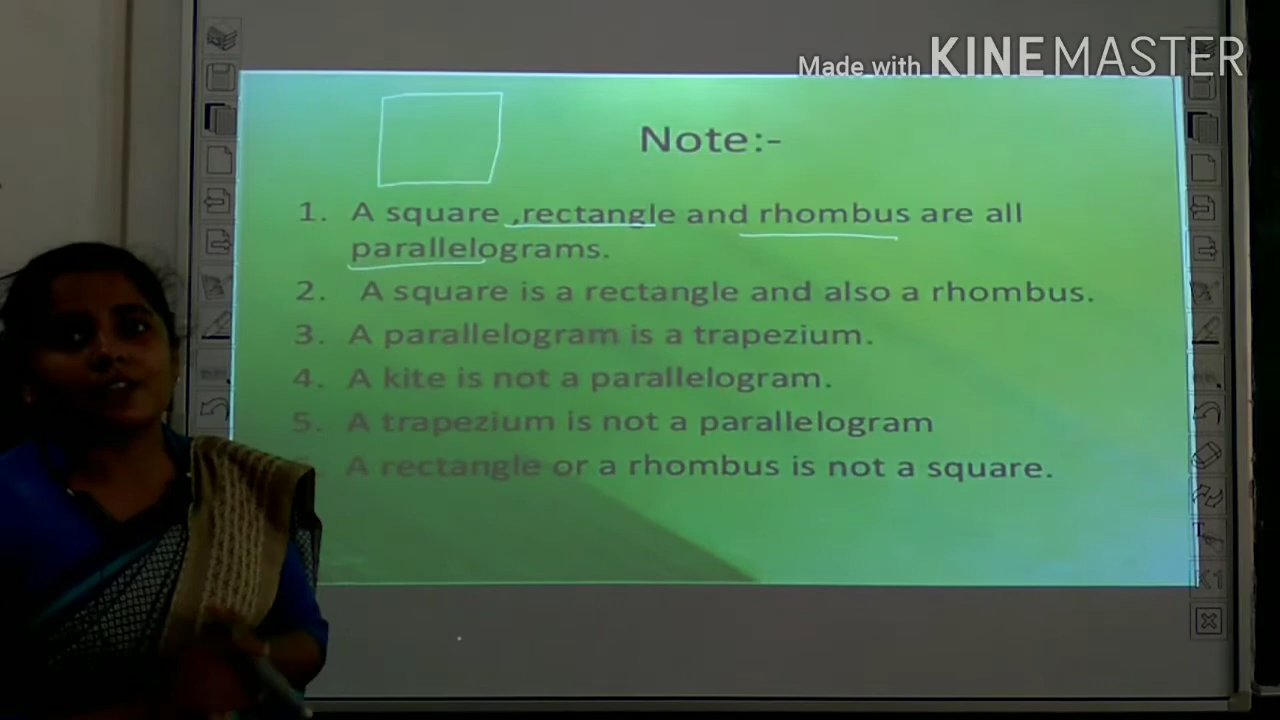 Made with KINEMASTER
Note:-
1. A square ,rectangle and rhombus are all
parallelograms.
2. A square is a rectangle and also a rhombus.
3. A parallelogram is a trapezium.
4. A kite is not a parallelogram.
5. A trapezium is not a parallelogram
A rectangle or a rhombus is not a square.